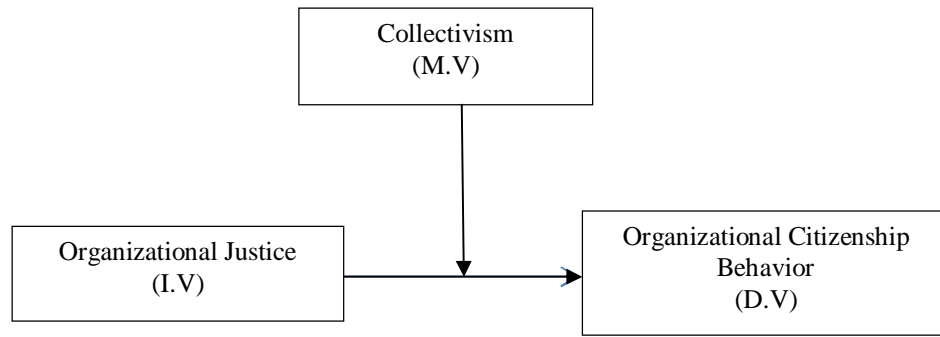 Collectivism
(M.V)
Organizational Justice
(I.V)
Organizational Citizenship
Behavior
(D.V)